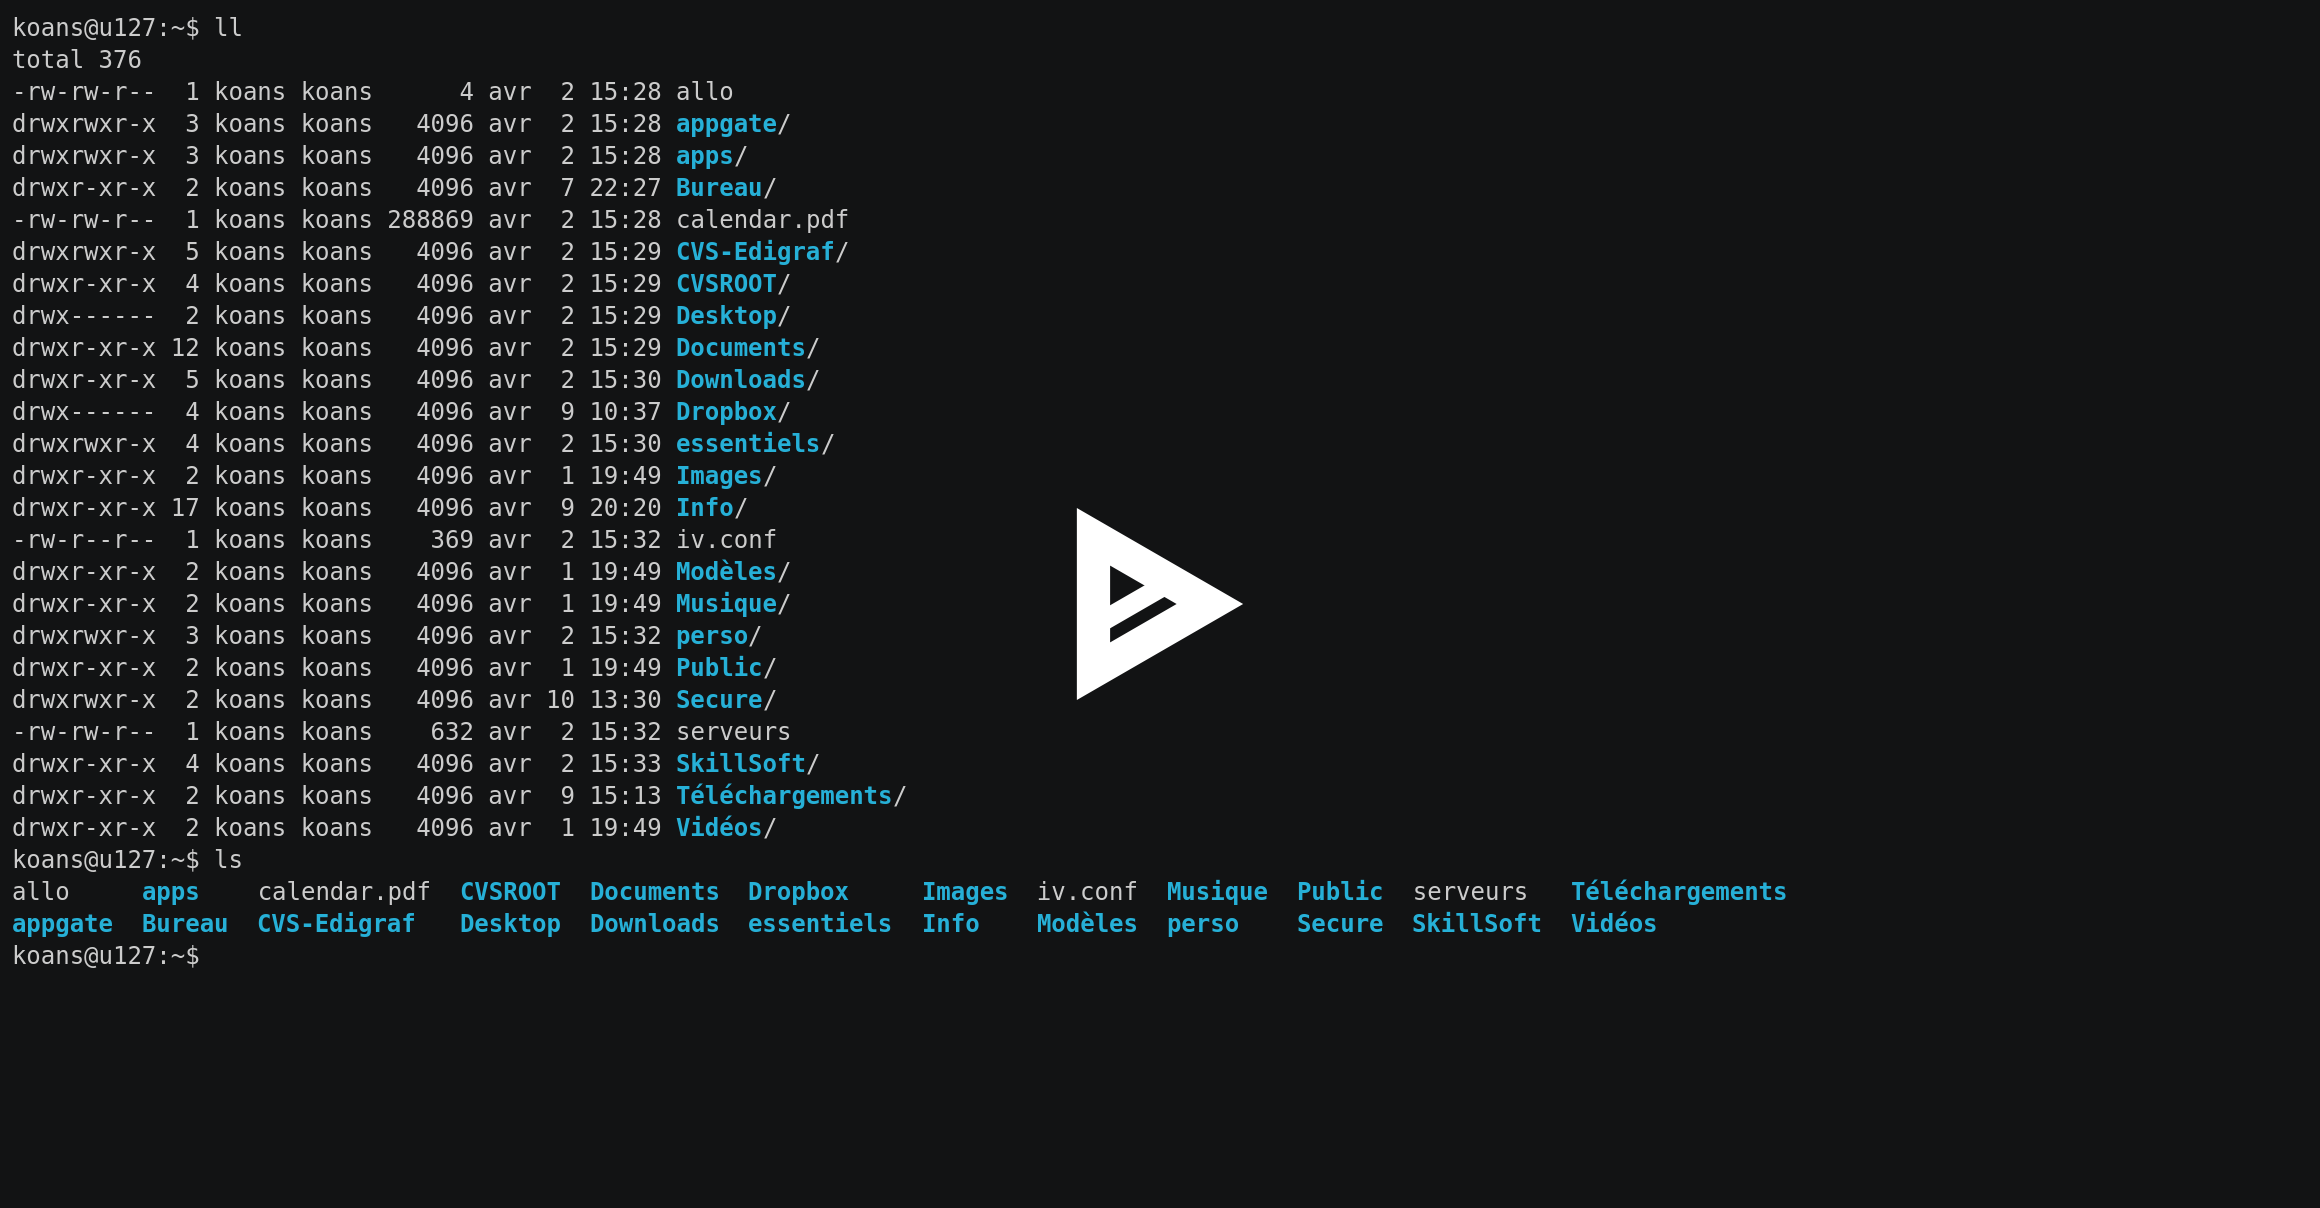 koans@u127:~$ ll
total 376
-rw-rw-r--  1 koans koans      4 avr  2 15:28 allo
drwxrwxr-x  3 koans koans   4096 avr  2 15:28 appgate/
drwxrwxr-x  3 koans koans   4096 avr  2 15:28 apps/
drwxr-xr-x  2 koans koans   4096 avr  7 22:27 Bureau/
-rw-rw-r--  1 koans koans 288869 avr  2 15:28 calendar.pdf
drwxrwxr-x  5 koans koans   4096 avr  2 15:29 CVS-Edigraf/
drwxr-xr-x  4 koans koans   4096 avr  2 15:29 CVSROOT/
drwx------  2 koans koans   4096 avr  2 15:29 Desktop/
drwxr-xr-x 12 koans koans   4096 avr  2 15:29 Documents/
drwxr-xr-x  5 koans koans   4096 avr  2 15:30 Downloads/
drwx------  4 koans koans   4096 avr  9 10:37 Dropbox/
drwxrwxr-x  4 koans koans   4096 avr  2 15:30 essentiels/
drwxr-xr-x  2 koans koans   4096 avr  1 19:49 Images/
drwxr-xr-x 17 koans koans   4096 avr  9 20:20 Info/
-rw-r--r--  1 koans koans    369 avr  2 15:32 iv.conf
drwxr-xr-x  2 koans koans   4096 avr  1 19:49 Modèles/
drwxr-xr-x  2 koans koans   4096 avr  1 19:49 Musique/
drwxrwxr-x  3 koans koans   4096 avr  2 15:32 perso/
drwxr-xr-x  2 koans koans   4096 avr  1 19:49 Public/
drwxrwxr-x  2 koans koans   4096 avr 10 13:30 Secure/
-rw-rw-r--  1 koans koans    632 avr  2 15:32 serveurs
drwxr-xr-x  4 koans koans   4096 avr  2 15:33 SkillSoft/
drwxr-xr-x  2 koans koans   4096 avr  9 15:13 Téléchargements/
drwxr-xr-x  2 koans koans   4096 avr  1 19:49 Vidéos/
koans@u127:~$ ls
allo     apps    calendar.pdf  CVSROOT  Documents  Dropbox     Images  iv.conf  Musique  Public  serveurs   Téléchargements
appgate  Bureau  CVS-Edigraf   Desktop  Downloads  essentiels  Info    Modèles  perso    Secure  SkillSoft  Vidéos
koans@u127:~$